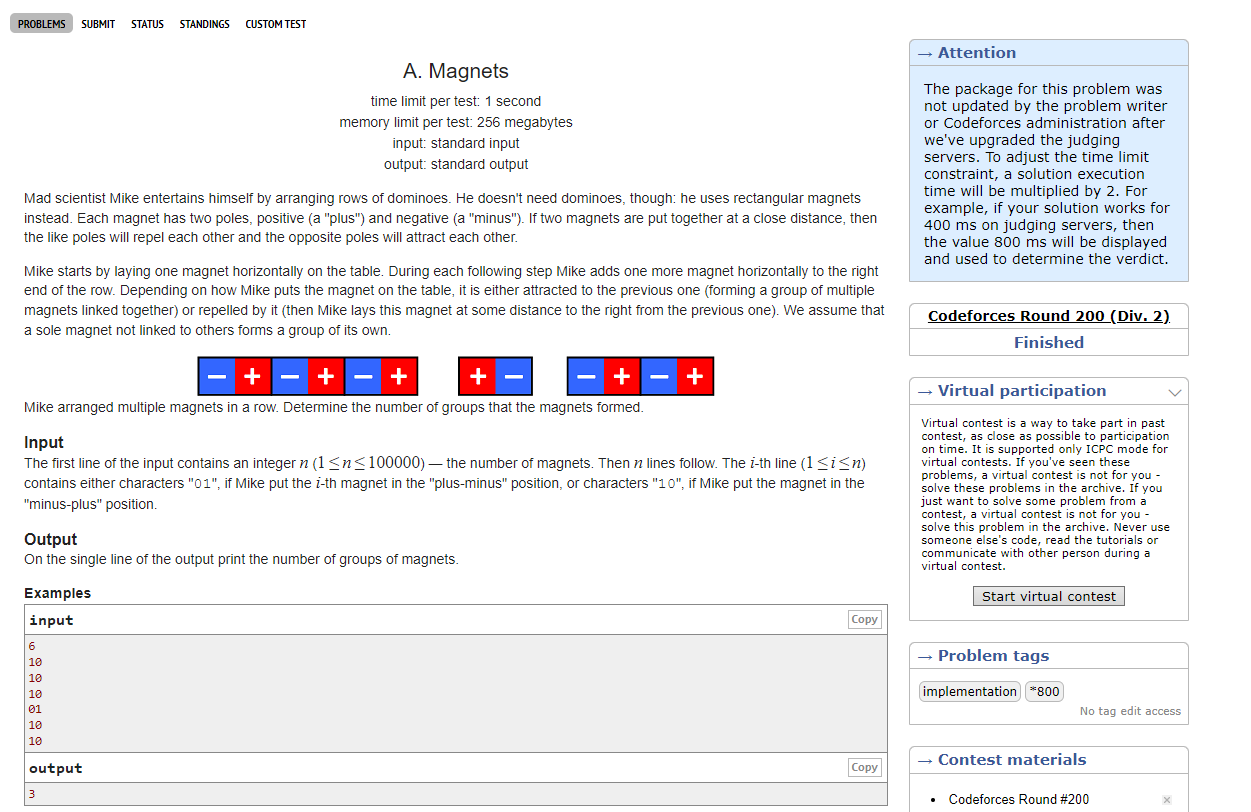 PROBLEMS SUBMIT STATUS STANDINGS CUSTOM TEST
A. Magnets
time limit per test: 1 second
memory limit per test: 256 megabytes
input: standard input
output: standard output
Mad scientist Mike entertains himself by arranging rows of dominoes. He doesn't need dominoes, though: he uses rectangular magnets
instead. Each magnet has two poles, positive (a "plus") and negative (a "minus"). If two magnets are put together at a close distance, then
the like poles will repel each other and the opposite poles will attract each other.
Mike starts by laying one magnet horizontally on the table. During each following step Mike adds one more magnet horizontally to the right
end of the row. Depending on how Mike puts the magnet on the table, it is either attracted to the previous one (forming a group of multiple
magnets linked together) or repelled by it (then Mike lays this magnet at some distance to the right from the previous one). We assume that
a sole magnet not linked to others forms a group of its own.
− + − + − + + − − + − +
Mike arranged multiple magnets in a row. Determine the number of groups that the magnets formed.
Input
The first line of the input contains an integer n (1 ≤ n ≤ 100000) — the number of magnets. Then n lines follow. The i-th line (1 ≤ i ≤ n)
contains either characters "01", if Mike put the i-th magnet in the "plus-minus" position, or characters "10", if Mike put the magnet in the
"minus-plus" position.
Output
On the single line of the output print the number of groups of magnets.
Examples
input Copy
6
10
10
10
01
10
10
output Copy
3
→ Attention
The package for this problem was
not updated by the problem writer
or Codeforces administration after
we've upgraded the judging
servers. To adjust the time limit
constraint, a solution execution
time will be multiplied by 2. For
example, if your solution works for
400 ms on judging servers, then
the value 800 ms will be displayed
and used to determine the verdict.
Codeforces Round 200 (Div. 2)
Finished
→ Virtual participation
Virtual contest is a way to take part in past
contest, as close as possible to participation
on time. It is supported only ICPC mode for
virtual contests. If you've seen these
problems, a virtual contest is not for you -
solve these problems in the archive. If you
just want to solve some problem from a
contest, a virtual contest is not for you -
solve this problem in the archive. Never use
someone else's code, read the tutorials or
communicate with other person during a
virtual contest.
Start virtual contest
→ Problem tags
implementation *800
No tag edit access
→ Contest materials
• Codeforces Round #200 ×